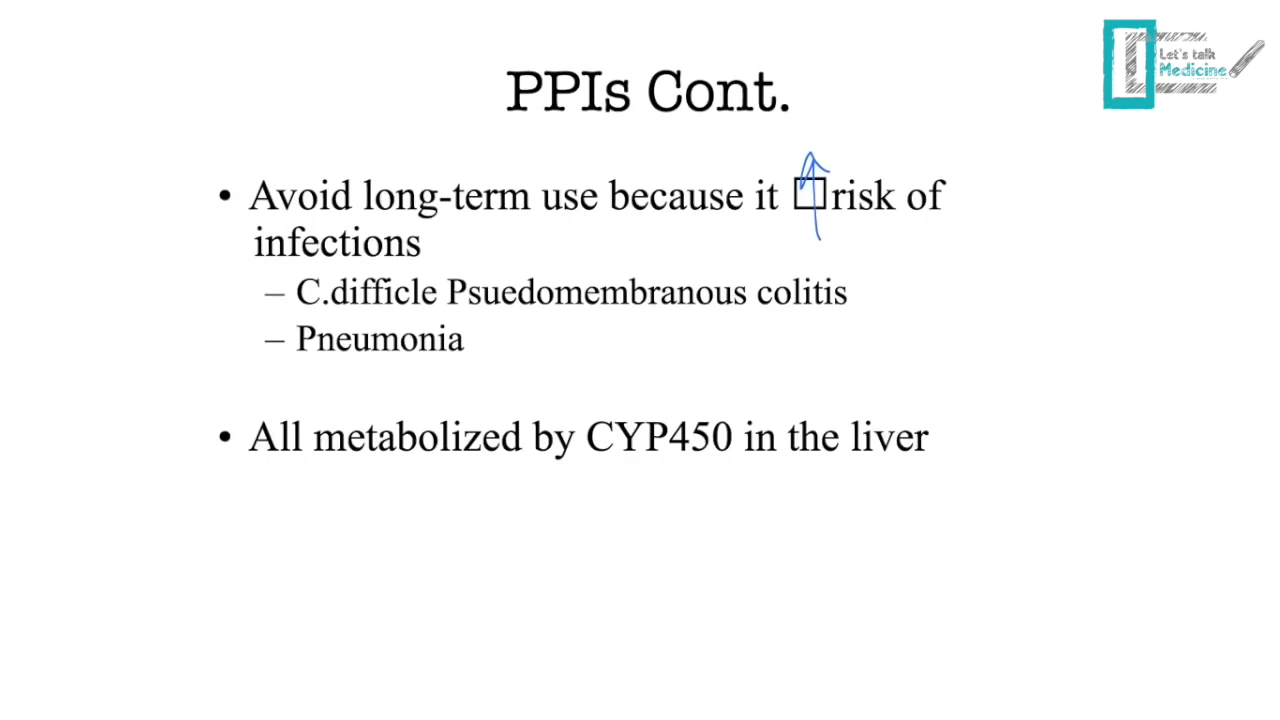 Let's talk
Medicine
PPIs Cont.
• Avoid long-term use because it ↑□risk of
infections
– C.difficle Psuedomembranous colitis
– Pneumonia
• All metabolized by CYP450 in the liver